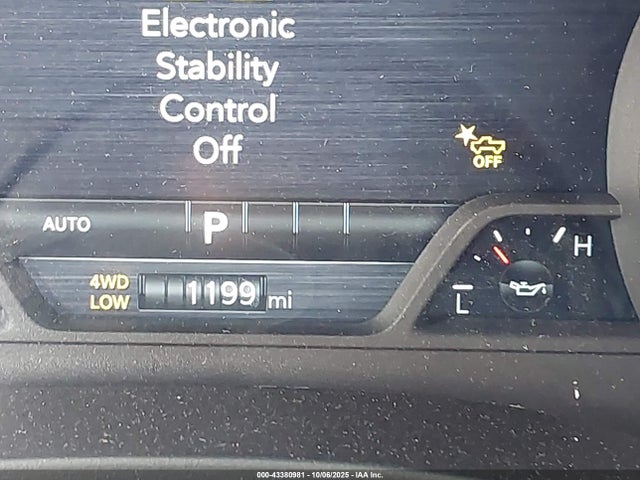 Electronic
Stability
Control
Off
OFF
AUTO P
H
4WD
LOW 1199 mi
L
000-43380981 - 10/06/2025 - IAA Inc.